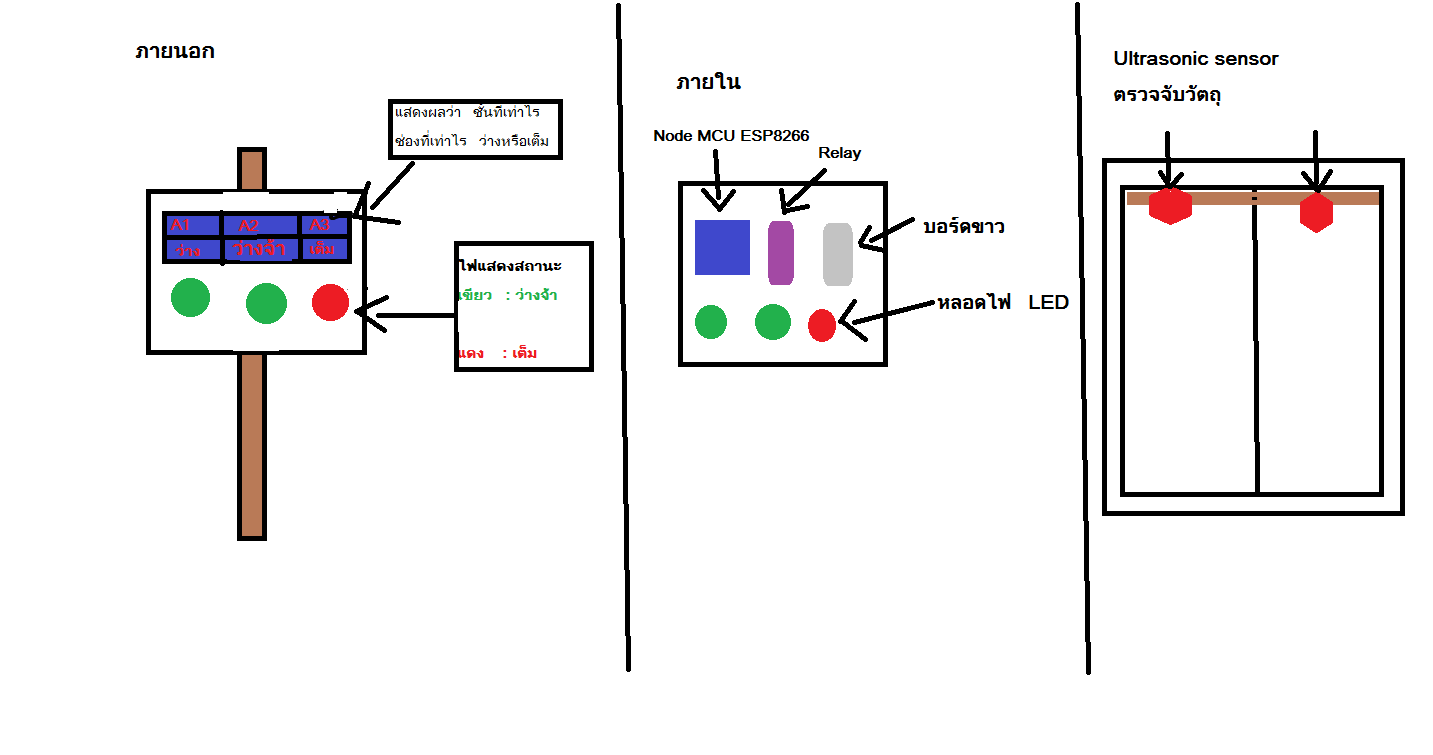 ภายนอก
แสดงผลว่า ชั้นที่เท่าไร
ช่องที่เท่าไร ว่างหรือเต็ม
A1 A2 A3
ว่าง ว่างจ้า เต็ม
ไฟแสดงสถานะ
เขียว : ว่างจ้า
แดง : เต็ม
ภายใน
Node MCU ESP8266
Relay
บอร์ดขาว
หลอดไฟ LED
Ultrasonic sensor
ตรวจจับวัตถุ